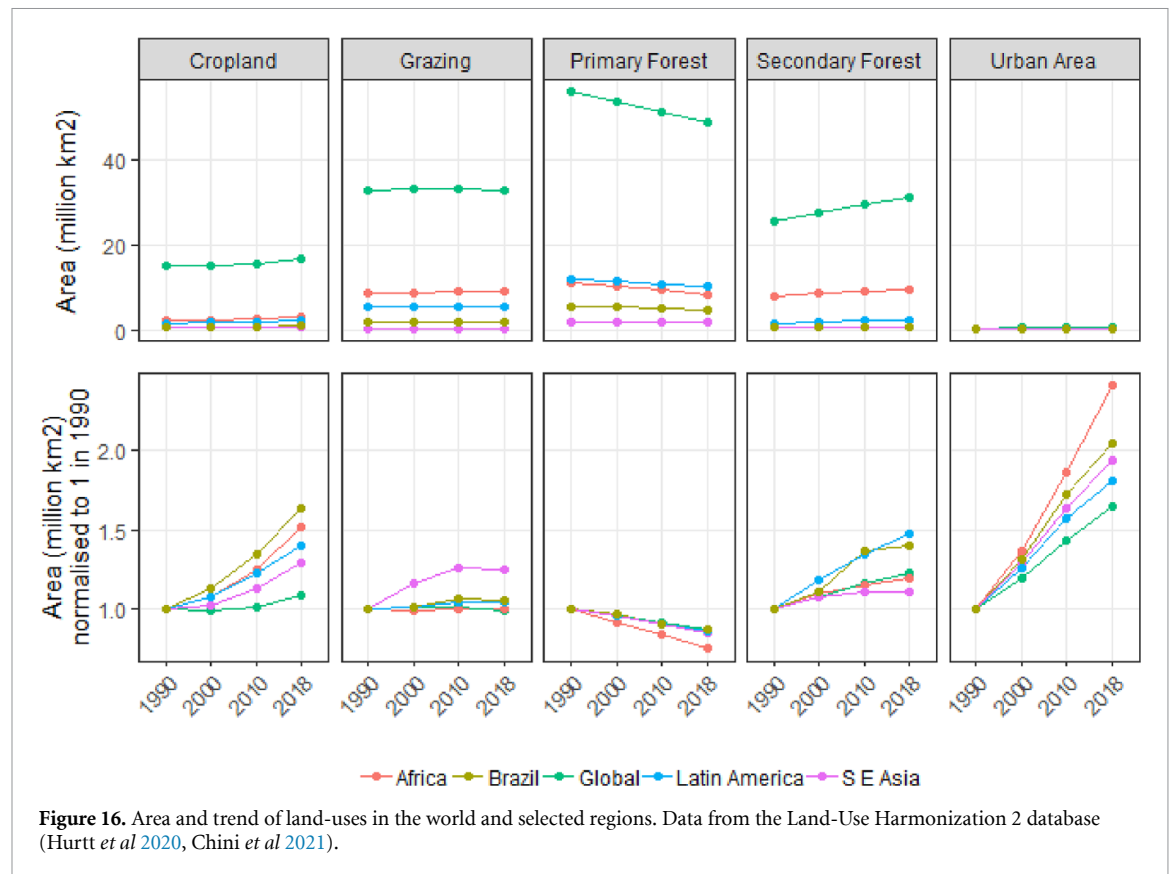 Cropland Grazing Primary Forest Secondary Forest Urban Area
Area (million km2)
40
20
0
Area (million km2)
normalised to 1 in 1990
2.0
1.5
1.0
1990 2000 2010 2018 1990 2000 2010 2018 1990 2000 2010 2018 1990 2000 2010 2018 1990 2000 2010 2018
Africa Brazil Global Latin America S E Asia
Figure 16. Area and trend of land-uses in the world and selected regions. Data from the Land-Use Harmonization 2 database
(Hurtt et al 2020, Chini et al 2021).